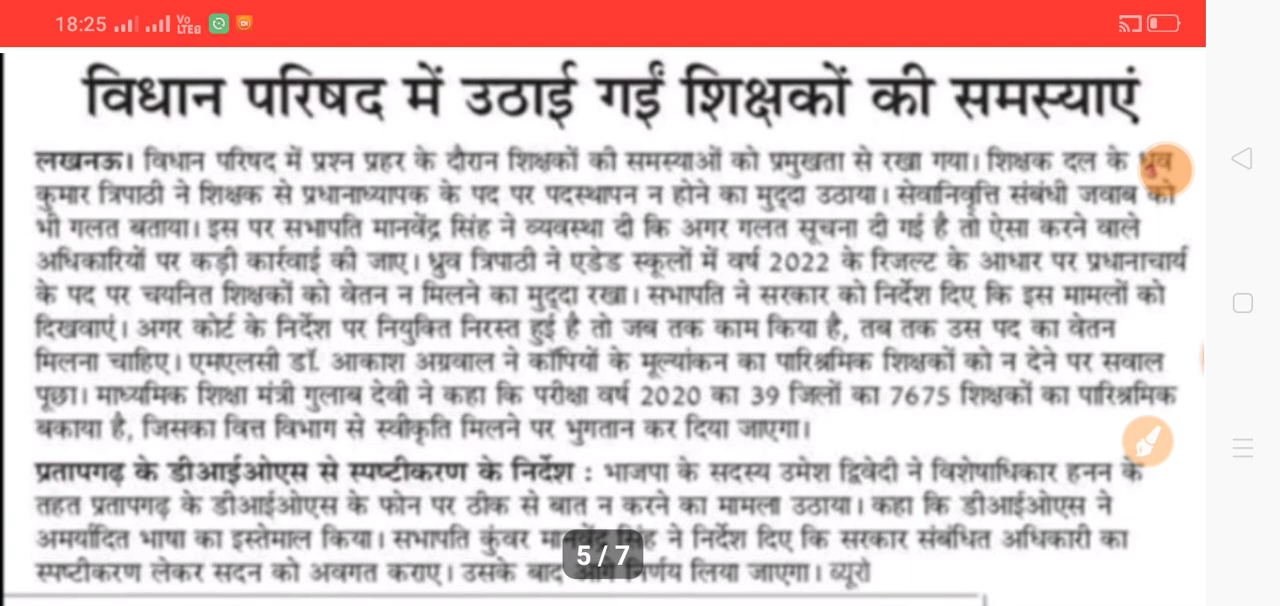 18:25 Vo LTE
विधान परिषद में उठाई गईं शिक्षकों की समस्याएं
लखनऊ। विधान परिषद में प्रश्न प्रहर के दौरान शिक्षकों की समस्याओं को प्रमुखता से रखा गया। शिक्षक दल के ध्रुव
कुमार त्रिपाठी ने शिक्षक से प्रधानाध्यापक के पद पर पदस्थापन न होने का मुद्दा उठाया। सेवानिवृत्ति संबंधी जवाब को
भी गलत बताया। इस पर सभापति मानवेंद्र सिंह ने व्यवस्था दी कि अगर गलत सूचना दी गई है तो ऐसा करने वाले
अधिकारियों पर कड़ी कार्रवाई की जाए। ध्रुव त्रिपाठी ने एडेड स्कूलों में वर्ष 2022 के रिजल्ट के आधार पर प्रधानाचार्य
के पद पर चयनित शिक्षकों को वेतन न मिलने का मुद्दा रखा। सभापति ने सरकार को निर्देश दिए कि इस मामलों को
दिखवाएं। अगर कोर्ट के निर्देश पर नियुक्ति निरस्त हुई है तो जब तक काम किया है, तब तक उस पद का वेतन
मिलना चाहिए। एमएलसी डॉ. आकाश अग्रवाल ने कॉपियों के मूल्यांकन का पारिश्रमिक शिक्षकों को न देने पर सवाल
पूछा। माध्यमिक शिक्षा मंत्री गुलाब देवी ने कहा कि परीक्षा वर्ष 2020 का 39 जिलों का 7675 शिक्षकों का पारिश्रमिक
बकाया है, जिसका वित्त विभाग से स्वीकृति मिलने पर भुगतान कर दिया जाएगा।
प्रतापगढ़ के डीआईओएस से स्पष्टीकरण के निर्देश : भाजपा के सदस्य उमेश द्विवेदी ने विशेषाधिकार हनन के
तहत प्रतापगढ़ के डीआईओएस के फोन पर ठीक से बात न करने का मामला उठाया। कहा कि डीआईओएस ने
अमर्यादित भाषा का इस्तेमाल किया। सभापति कुंवर मानवेंद्र सिंह ने निर्देश दिए कि सरकार संबंधित अधिकारी का
स्पष्टीकरण लेकर सदन को अवगत कराए। उसके बाद आगे निर्णय लिया जाएगा। ब्यूरो
5/7